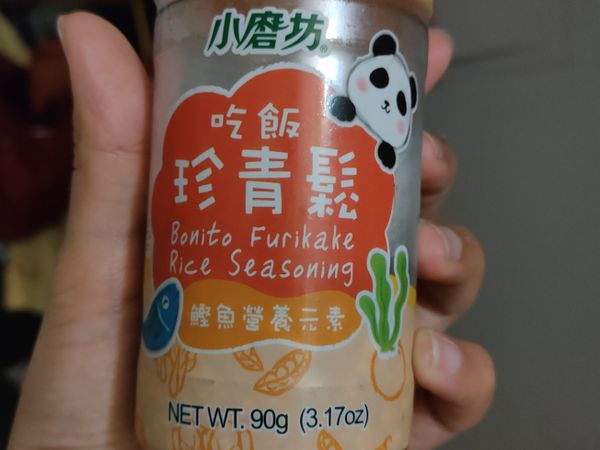 小磨坊®
吃飯
珍青鬆
Bonito Furikake
Rice Seasoning
鰹魚營養元素
NET WT. 90g (3.17oz)